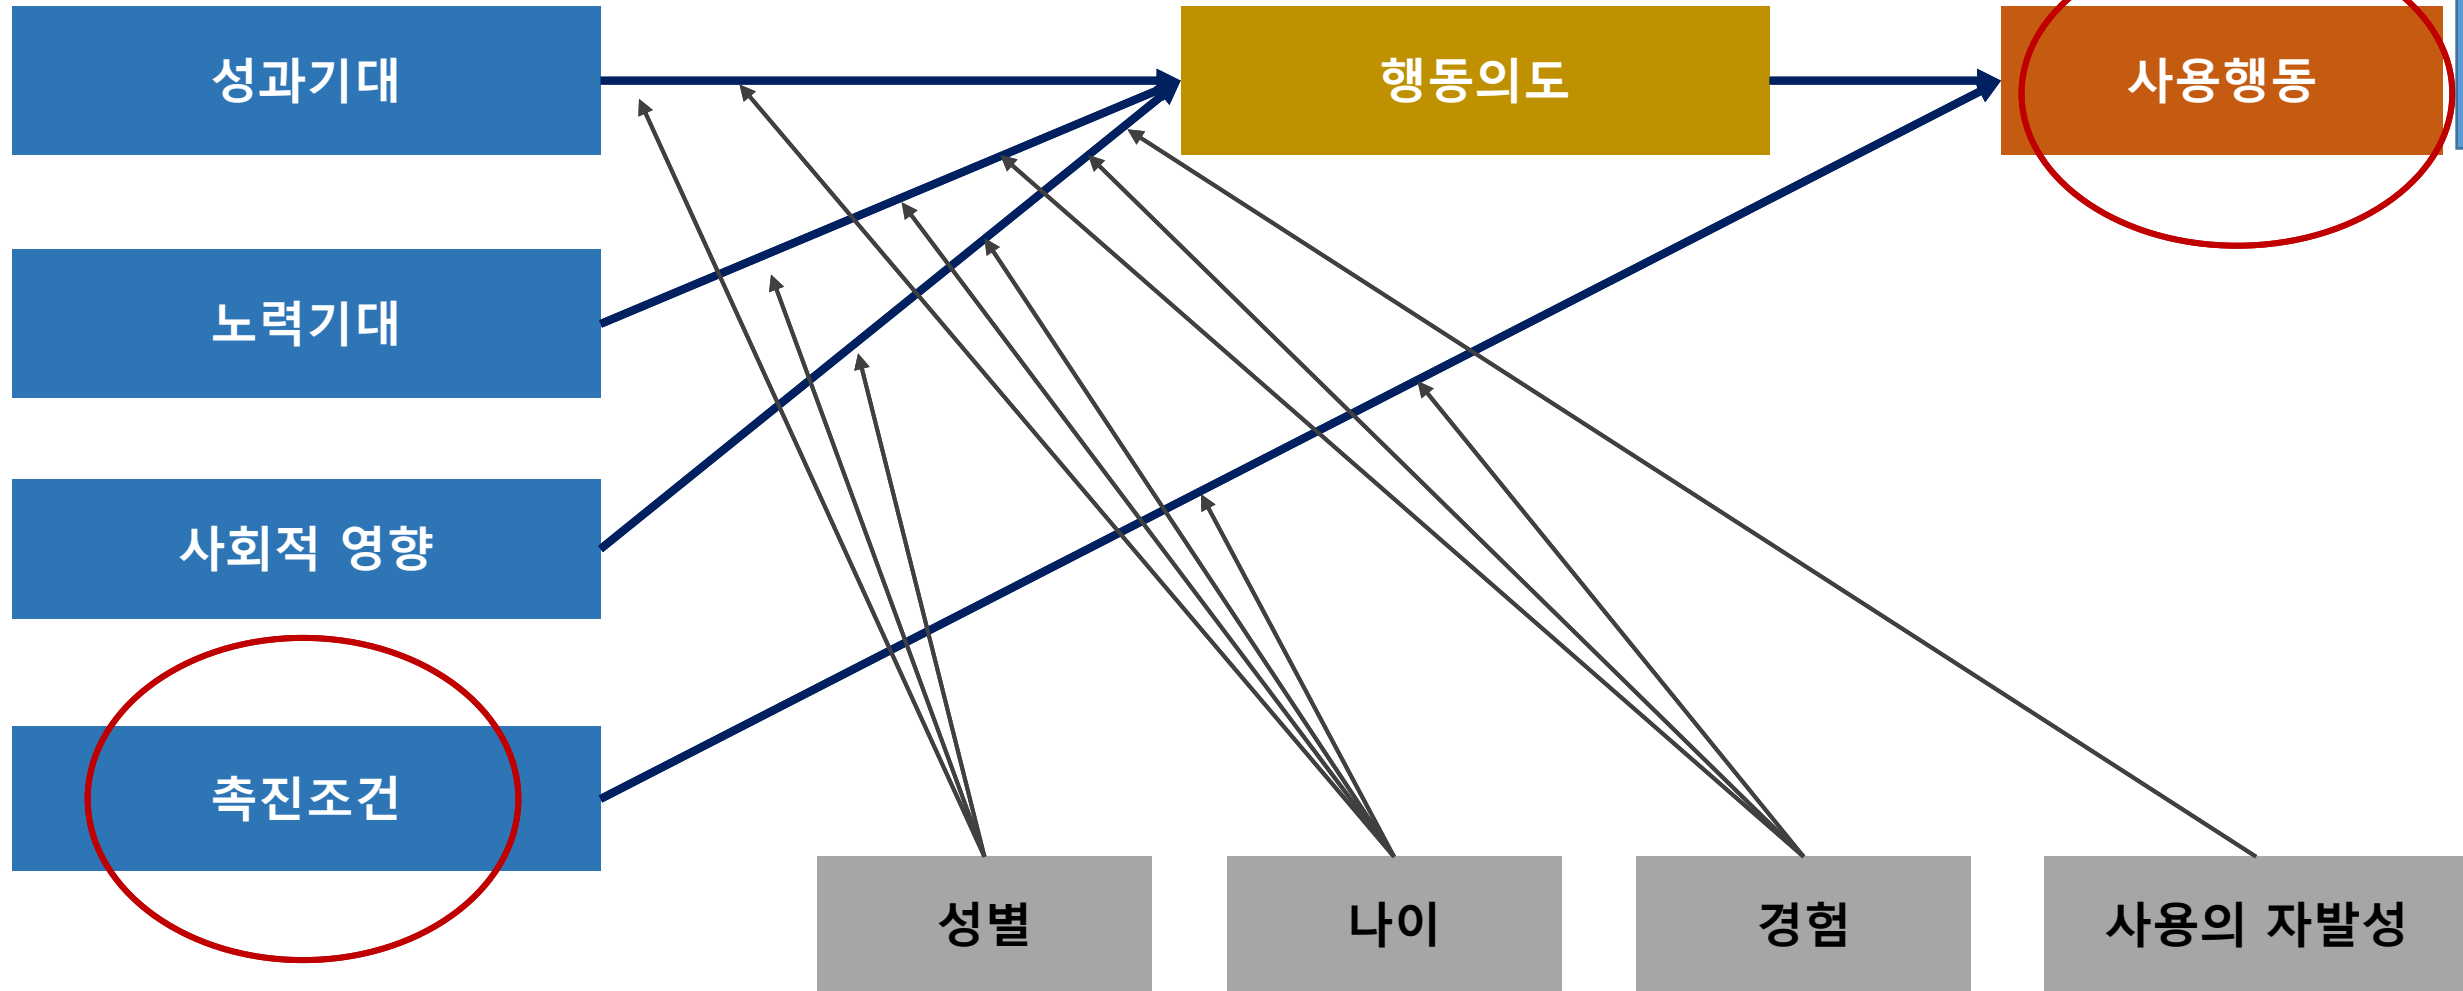 성과기대
행동의도
사용행동
노력기대
사회적 영향
촉진조건
성별
나이
경험
사용의 자발성